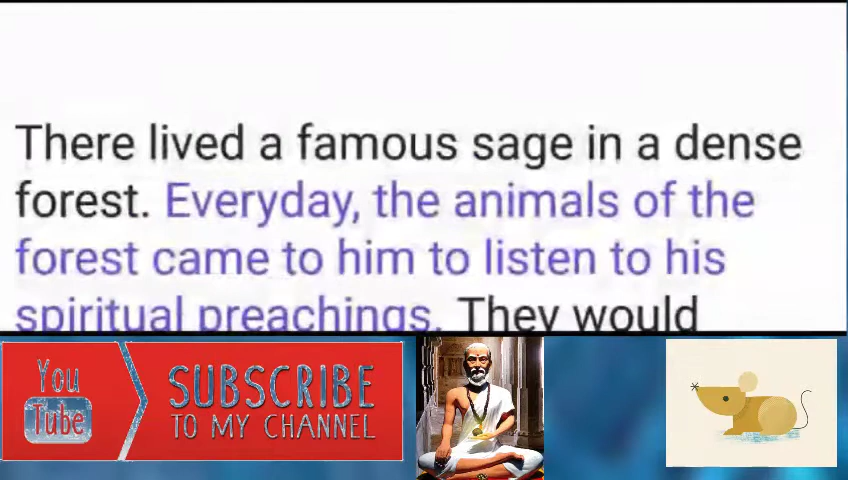 There lived a famous sage in a dense
forest. Everyday, the animals of the
forest came to him to listen to his
spiritual preachings. They would
You
Tube
SUBSCRIBE
TO MY CHANNEL